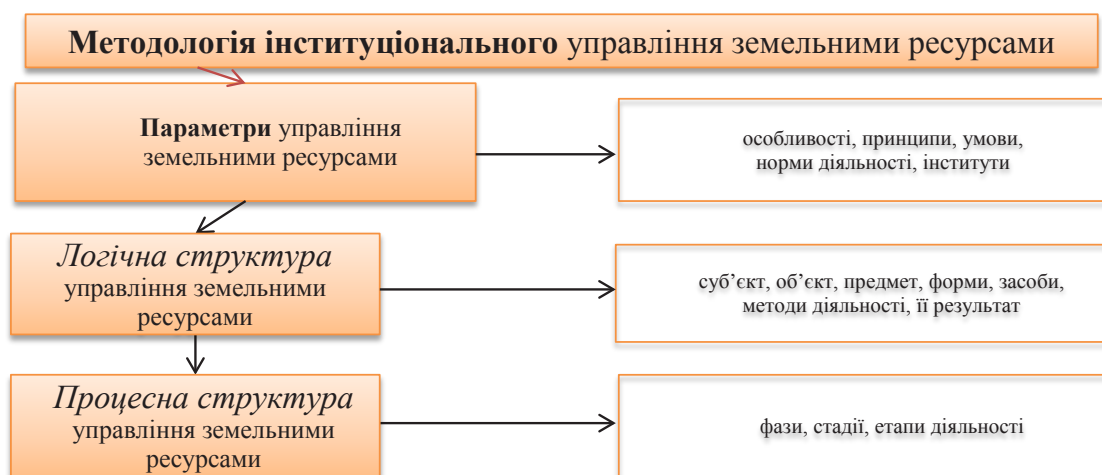 Методологія інституціонального управління земельними ресурсами
Параметри управління
земельними ресурсами
особливості, принципи, умови,
норми діяльності, інститути
Логічна структура
управління земельними
ресурсами
суб’єкт, об’єкт, предмет, форми, засоби,
методи діяльності, її результат
Процесна структура
управління земельними
ресурсами
фази, стадії, етапи діяльності